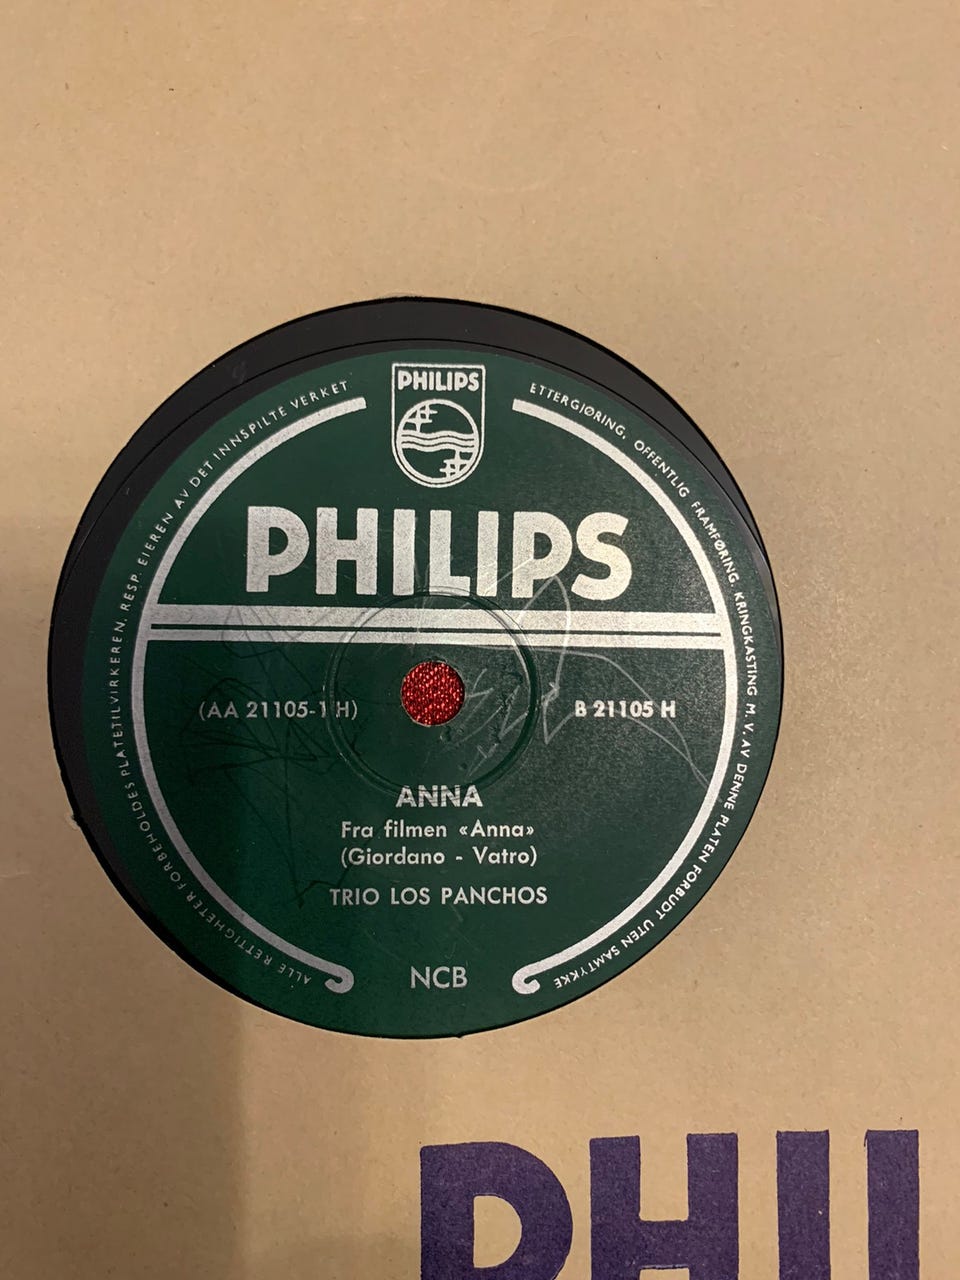 PHILIPS
ALLE RETTIGHETER FORBEHOLDES PLATETILVIRKEREN, RESP. EIEREN AV DET INNSPILTE VERKET
ETTERGJØRING, OFFENTLIG FRAMFØRING, KRINGKASTING M.V. AV DENNE PLATEN FORBUDT UTEN SAMTYKKE
PHILIPS
(AA 21105-1 H)
B 21105 H
ANNA
Fra filmen «Anna»
(Giordano - Vatro)
TRIO LOS PANCHOS
NCB
PHIL